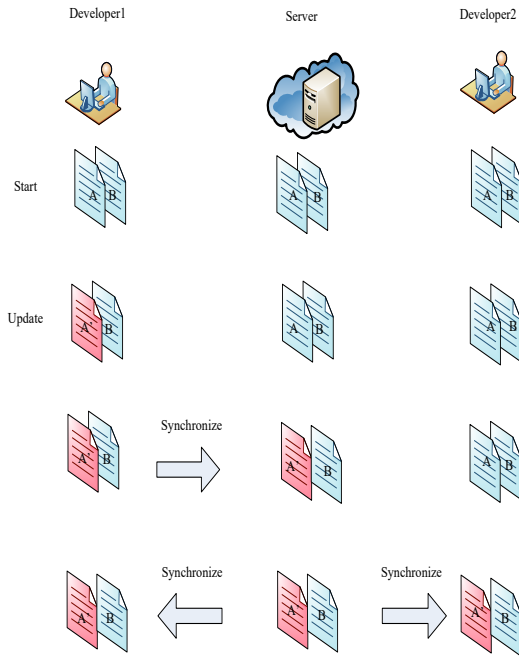 Developer1 Server Developer2
Start A B A B A B
Update A' B A B A B
Synchronize
A' B A' B A B
Synchronize Synchronize
A' B A' B A' B